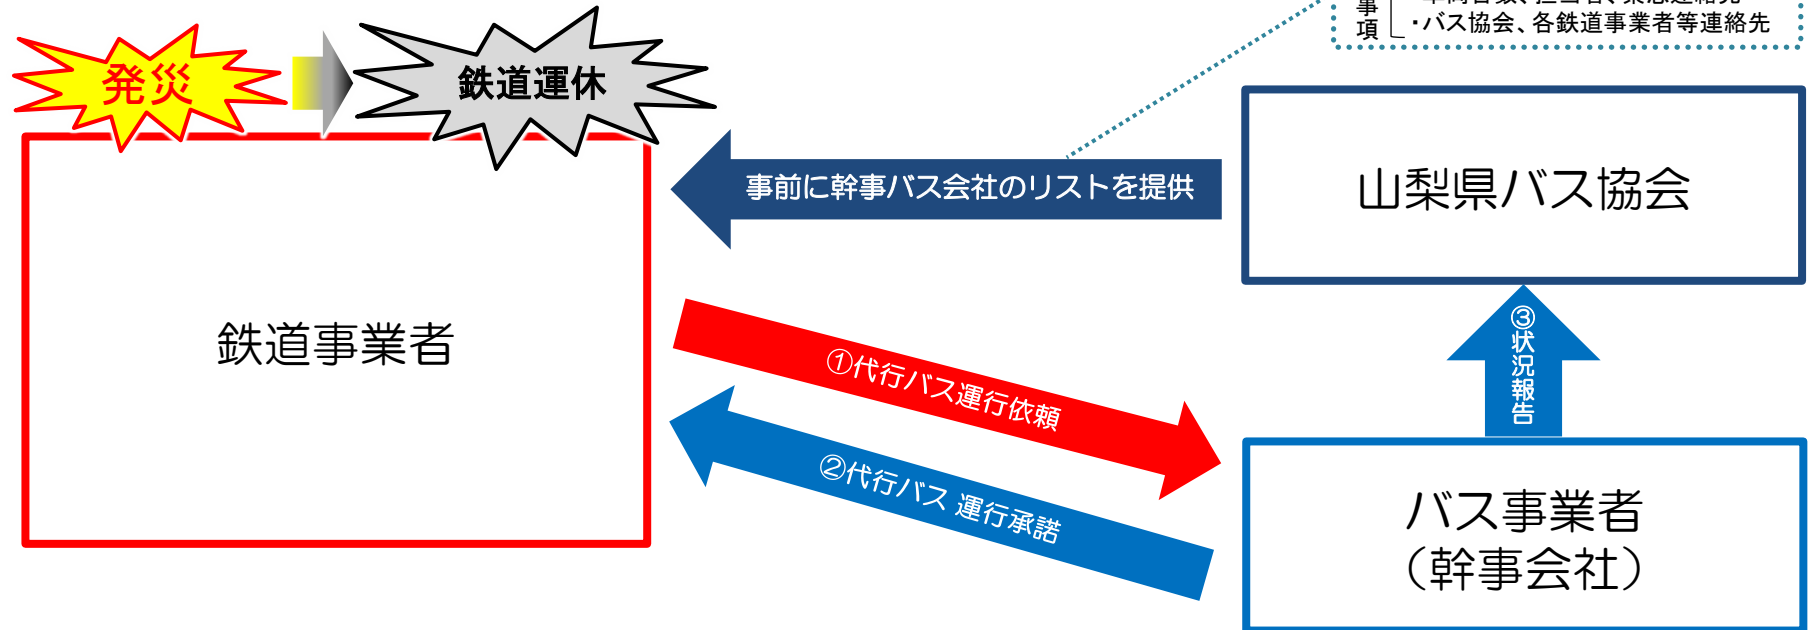 事項
・バス協会、各鉄道事業者等連絡先
発災
鉄道運休
事前に幹事バス会社のリストを提供
山梨県バス協会
鉄道事業者
①代行バス運行依頼
②代行バス 運行承諾
③状況報告
バス事業者
（幹事会社）